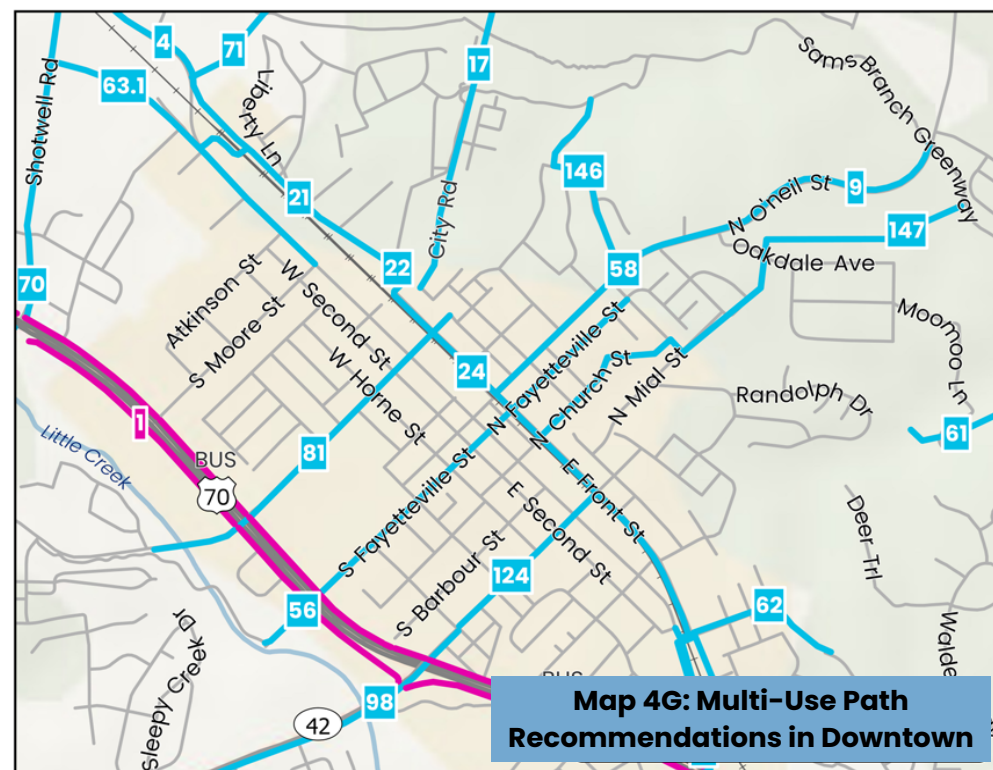 4
71
17
63.1
Shotwell Rd
Liberty Ln
Sams Branch Greenway
146
9
21
N O'neil St
City Rd
147
Oakdale Ave
22
58
70
Atkinson St
W Second St
S Moore St
Moomoo Ln
N Fayetteville St
24
W Horne St
N Church St
N Mial St
Randolph Dr
1
61
Little Creek
81
BUS
70
S Fayetteville St
E Front St
E Second St
Deer Trl
S Barbour St
124
56
62
Sleepy Creek Dr
Walde
98
42
Map 4G: Multi-Use Path
Recommendations in Downtown